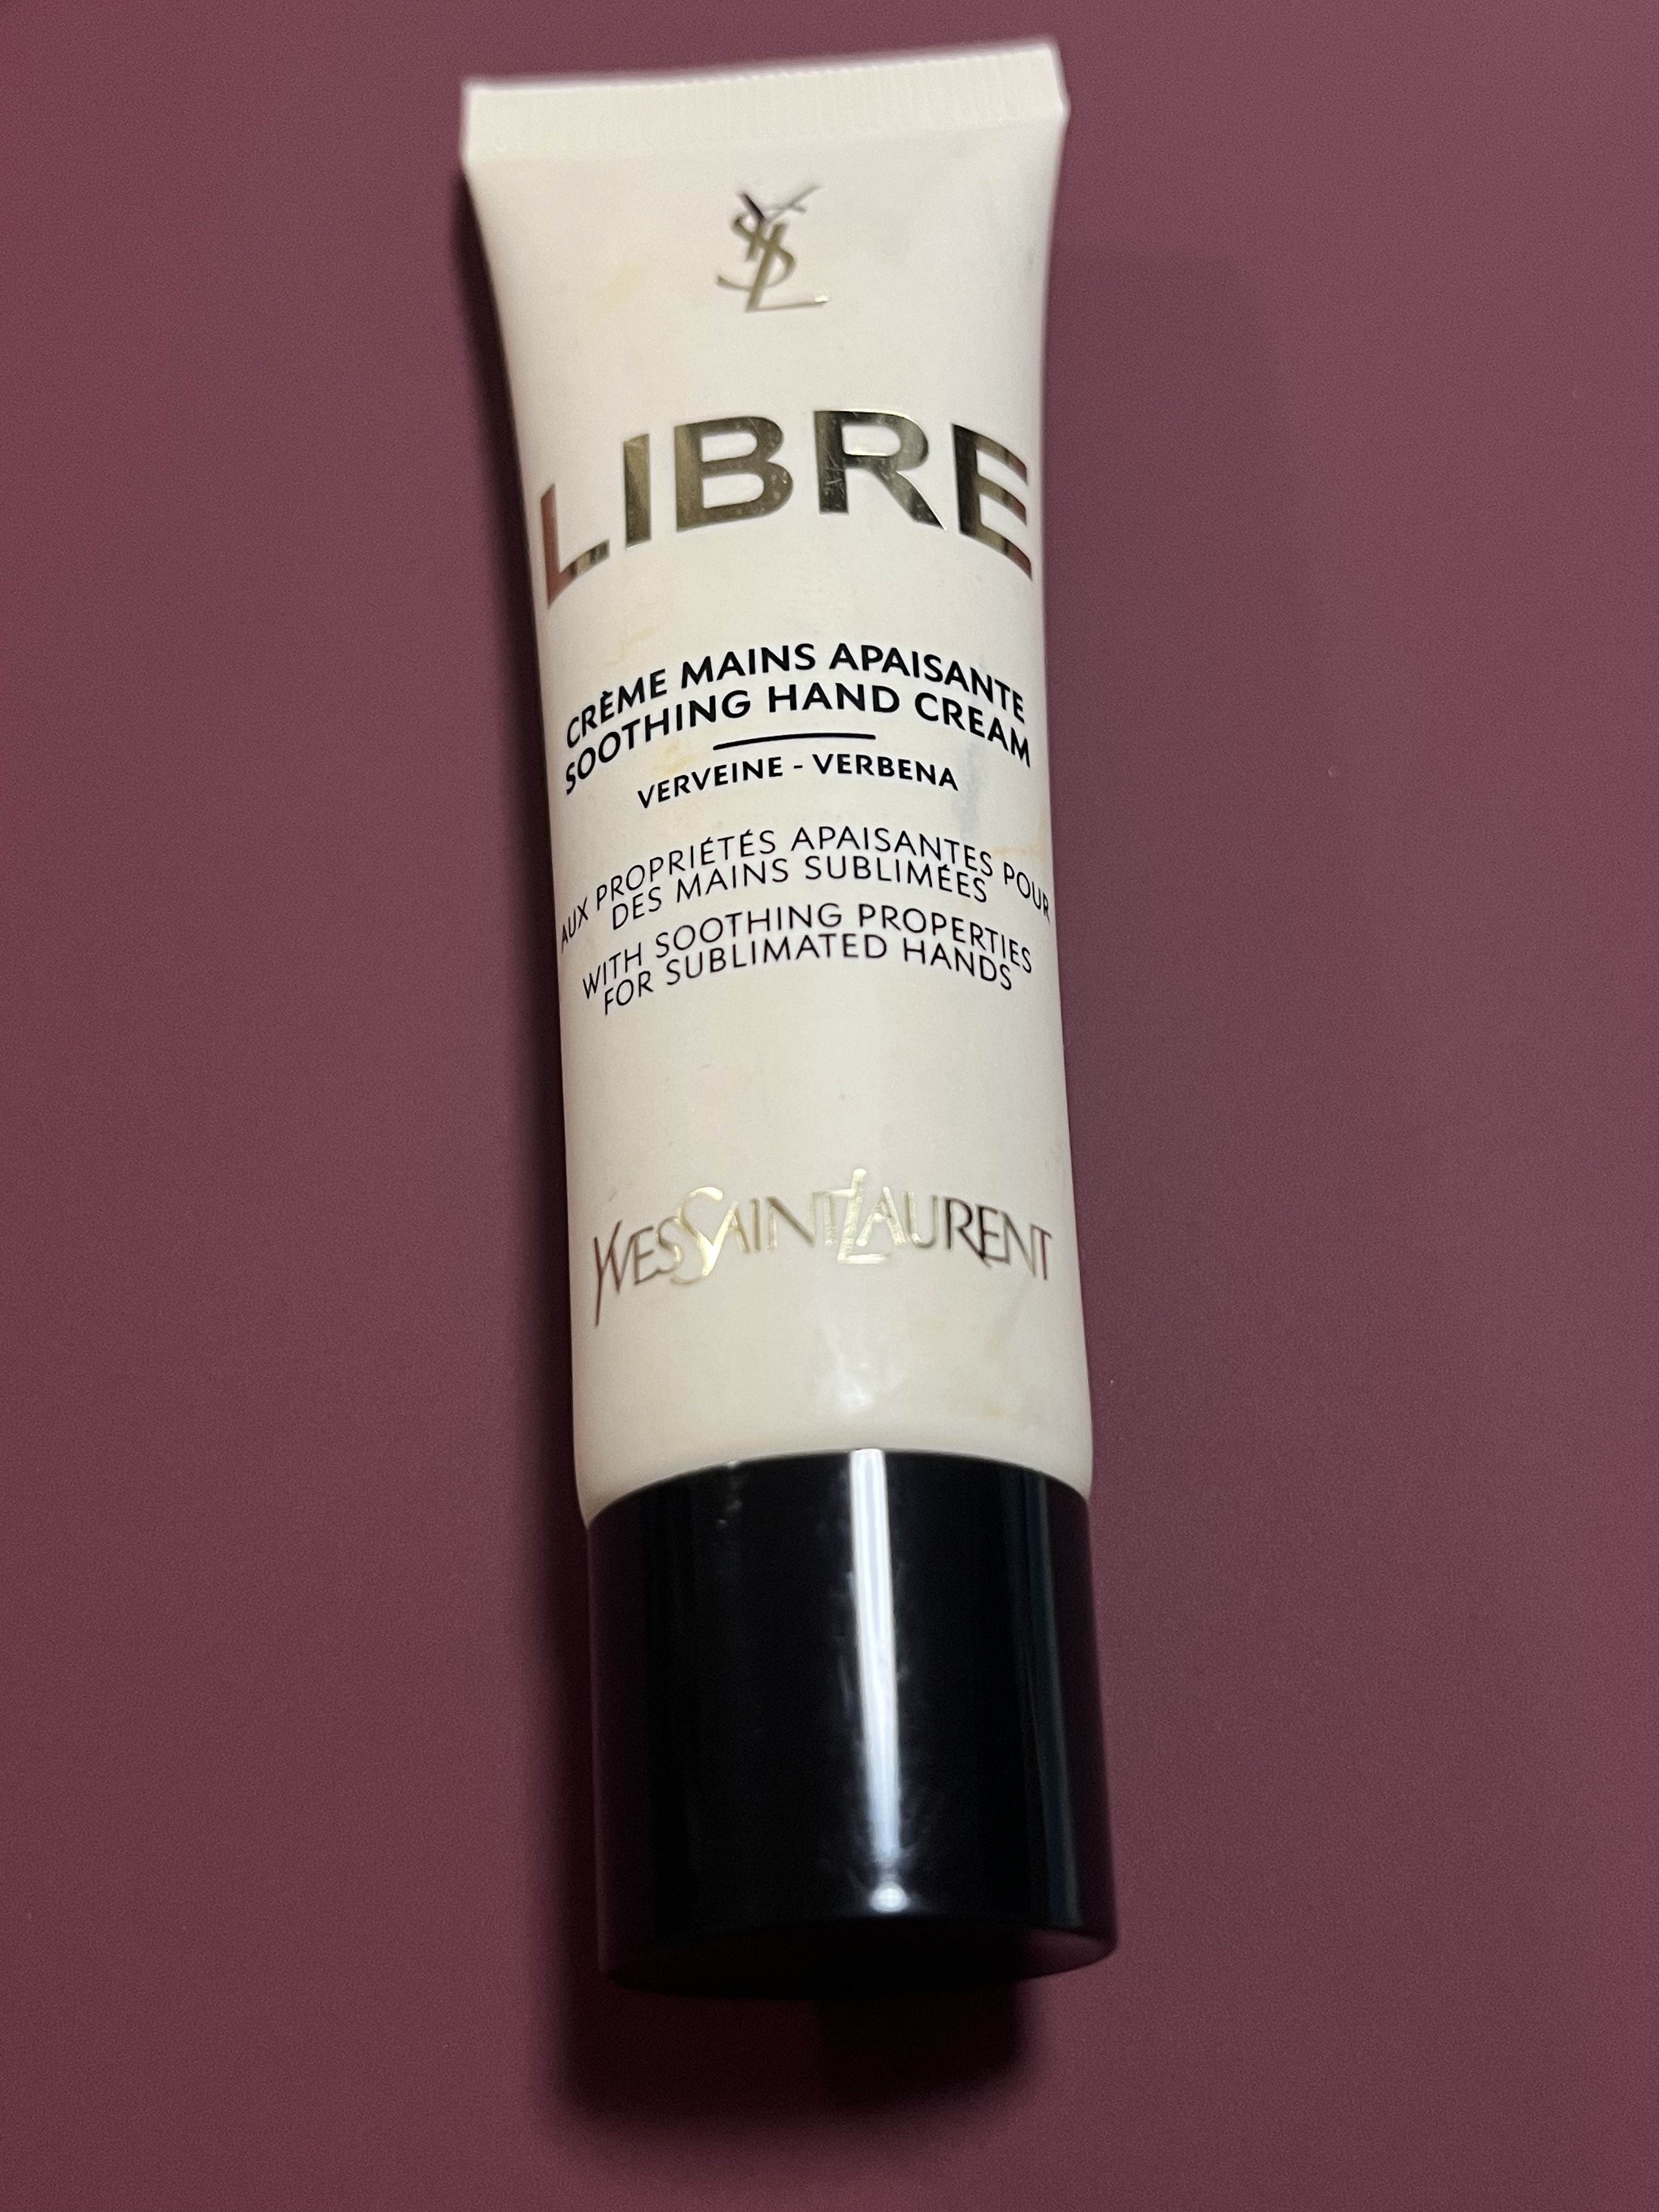 YSL
LIBRE
CRÈME MAINS APAISANTE
SOOTHING HAND CREAM
VERVEINE - VERBENA
AUX PROPRIÉTÉS APAISANTES POUR
DES MAINS SUBLIMÉES
WITH SOOTHING PROPERTIES
FOR SUBLIMATED HANDS
YVESSAINTLAURENT